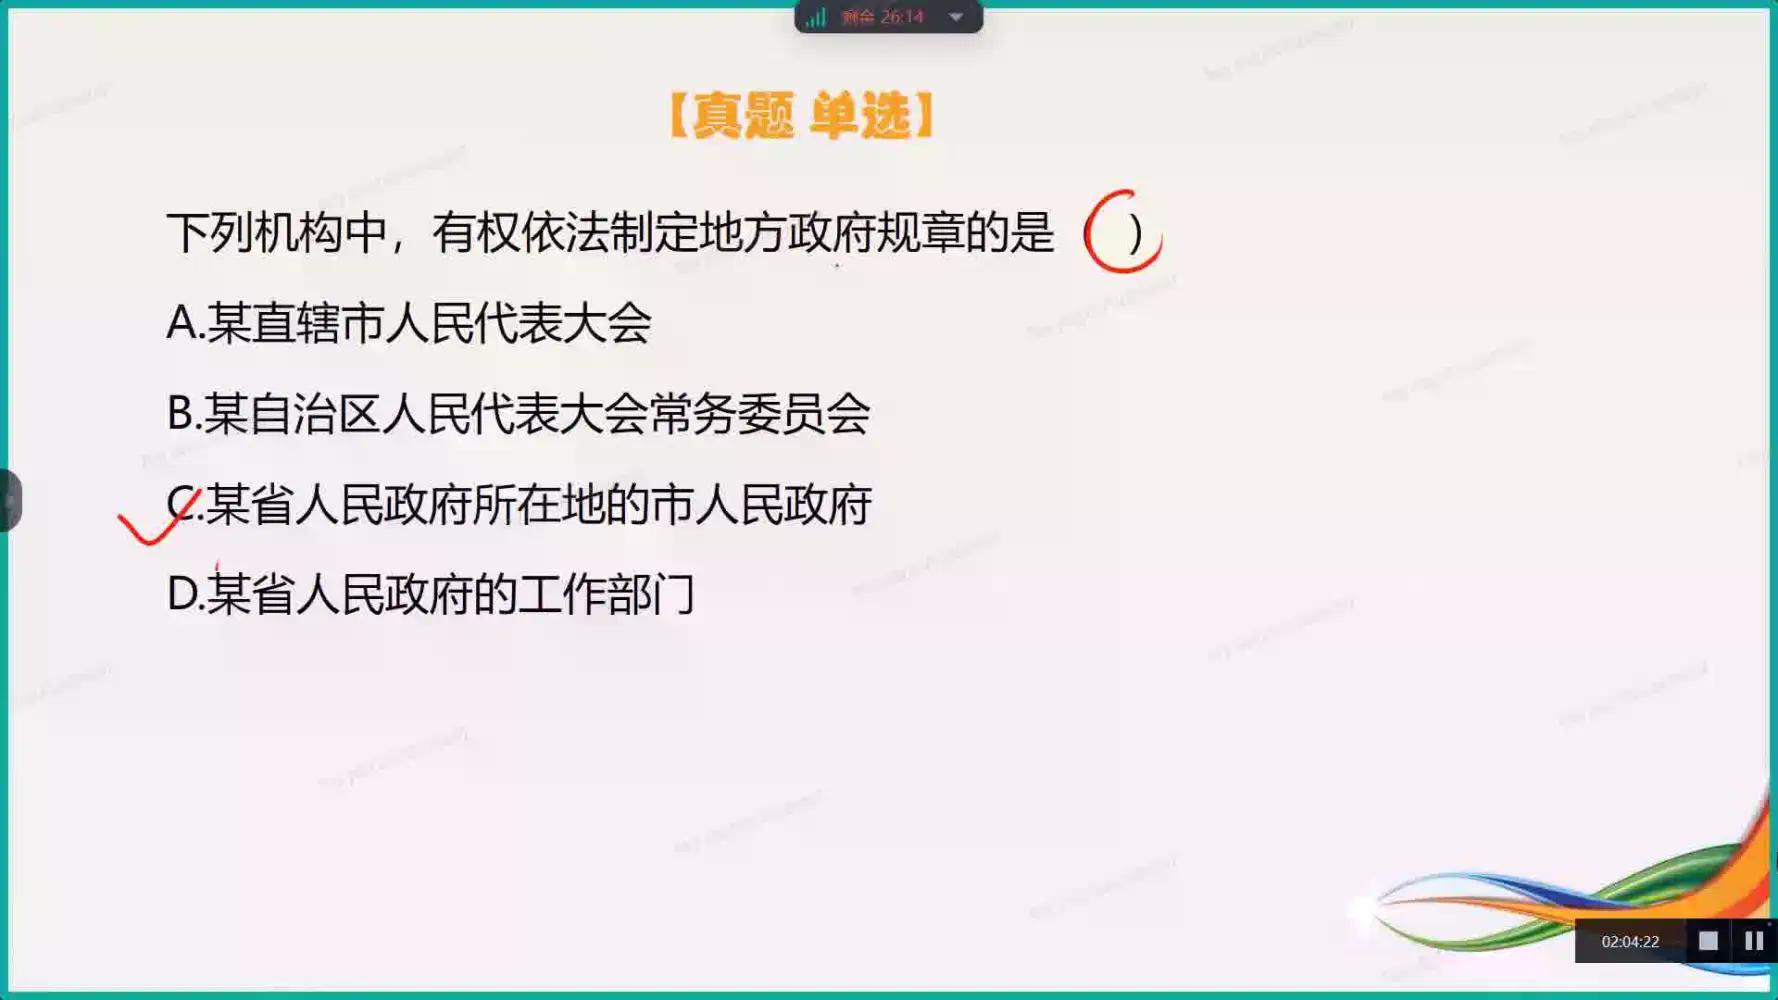 剩余 26:14
【真题 单选】
下列机构中，有权依法制定地方政府规章的是（ ）
A.某直辖市人民代表大会
B.某自治区人民代表大会常务委员会
C.某省人民政府所在地的市人民政府
D.某省人民政府的工作部门
02:04:22